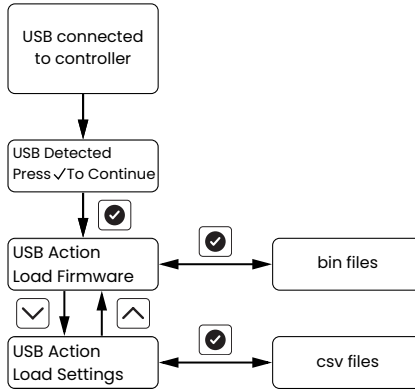 USB connected
to controller
USB Detected
Press ✓To Continue
USB Action
Load Firmware
bin files
USB Action
Load Settings
csv files